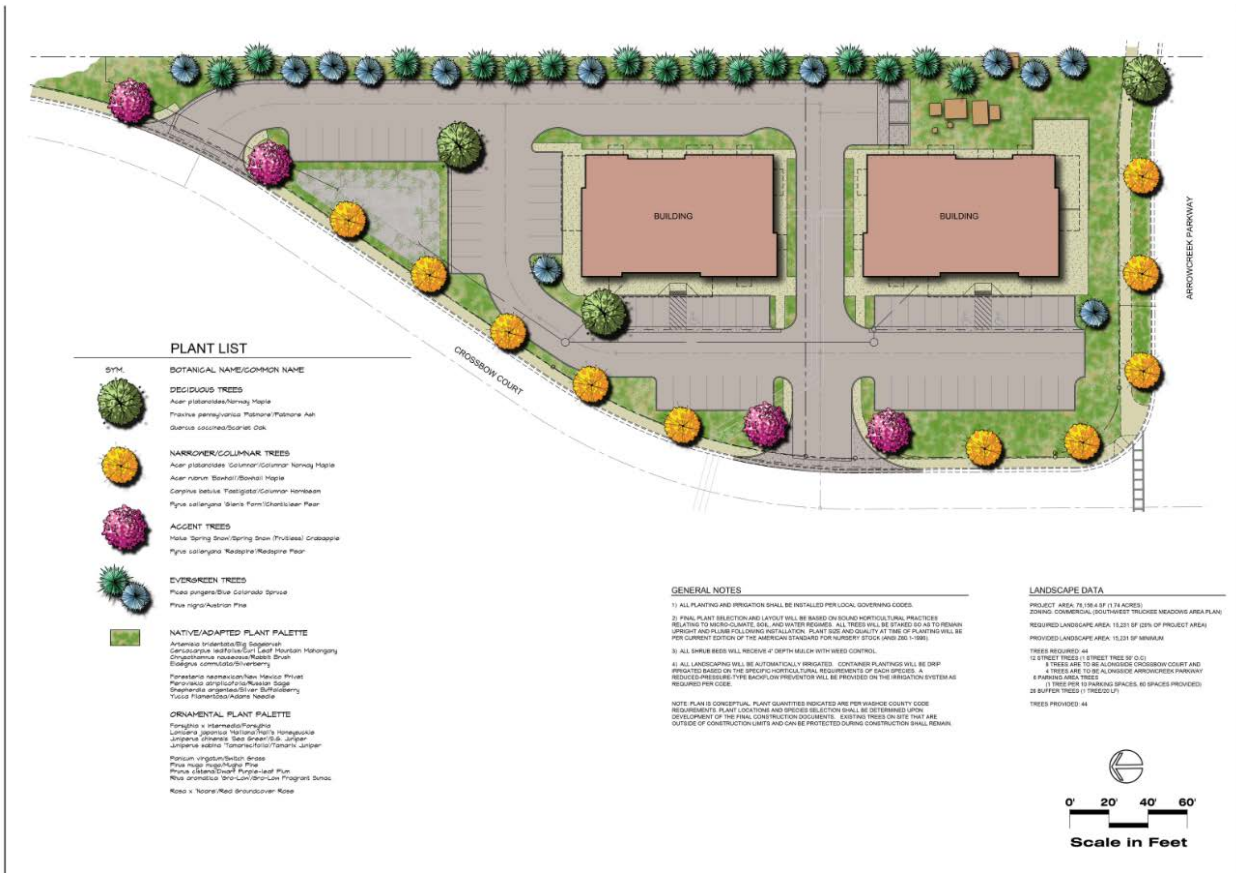 BUILDING
BUILDING
ARROWCREEK PARKWAY
CROSSBOW COURT
PLANT LIST
SYM. BOTANICAL NAME/COMMON NAME
DECIDUOUS TREES
Acer platanoides/Norway Maple
Fraxinus pennsylvanica 'Patmore'/Patmore Ash
Quercus coccinea/Scarlet Oak
NARROWER/COLUMNAR TREES
Acer platanoides 'Columnar'/Columnar Norway Maple
Acer rubrum 'Bowhall'/Bowhall Maple
Carpinus betulus 'Fastigiata'/Columnar Hornbeam
Pyrus calleryana 'Glen's Form'/Chanticleer Pear
ACCENT TREES
Malus 'Spring Snow'/Spring Snow (Fruitless) Crabapple
Pyrus calleryana 'Redspire'/Redspire Pear
EVERGREEN TREES
Picea pungens/Blue Colorado Spruce
Pinus nigra/Austrian Pine
NATIVE/ADAPTED PLANT PALETTE
Artemisia tridentata/Big Sagebrush
Cercocarpus ledifolius/Curl Leaf Mountain Mahongany
Chrysothamnus nauseosus/Rabbit Brush
Elaegnus commutata/Silverberry
Foresteria neomexican/New Mexico Privet
Perovskia atriplicifolia/Russian Sage
Shepherdia argentea/Silver Buffaloberry
Yucca filamentosa/Adams Needle
ORNAMENTAL PLANT PALETTE
Forsythia x intermedia/Forsythia
Lonicera japonica 'Halliana'/Hall's Honeysuckle
Juniperus chinensis 'Sea Green'/S.G. Juniper
Juniperus sabina 'Tamariscifolia'/Tamarix Juniper
Panicum virgatum/Switch Grass
Pinus mugo mugo/Mugho Pine
Prunus cistena/Dwarf Purple-leaf Plum
Rhus aromatica 'Gro-Low'/Gro-Low Fragrant Sumac
Rosa x 'Noare'/Red Groundcover Rose
GENERAL NOTES
1) ALL PLANTING AND IRRIGATION SHALL BE INSTALLED PER LOCAL GOVERNING CODES.
2) FINAL PLANT SELECTION AND LAYOUT WILL BE BASED ON SOUND HORTICULTURAL PRACTICES
RELATING TO MICRO-CLIMATE, SOIL, AND WATER REGIMES. ALL TREES WILL BE STAKED SO AS TO REMAIN
UPRIGHT AND PLUMB FOLLOWING INSTALLATION. PLANT SIZE AND QUALITY AT TIME OF PLANTING WILL BE
PER CURRENT EDITION OF THE AMERICAN STANDARD FOR NURSERY STOCK (ANSI Z60.1-1996).
3) ALL SHRUB BEDS WILL RECEIVE 4" DEPTH MULCH WITH WEED CONTROL.
4) ALL LANDSCAPING WILL BE AUTOMATICALLY IRRIGATED. CONTAINER PLANTINGS WILL BE DRIP
IRRIGATED BASED ON THE SPECIFIC HORTICULTURAL REQUIREMENTS OF EACH SPECIES. A
REDUCED-PRESSURE-TYPE BACKFLOW PREVENTOR WILL BE PROVIDED ON THE IRRIGATION SYSTEM AS
REQUIRED PER CODE.
NOTE: PLAN IS CONCEPTUAL. PLANT QUANTITIES INDICATED ARE PER WASHOE COUNTY CODE
REQUIREMENTS. PLANT LOCATIONS AND SPECIES SELECTION SHALL BE DETERMINED UPON
DEVELOPMENT OF THE FINAL CONSTRUCTION DOCUMENTS. EXISTING TREES ON SITE THAT ARE
OUTSIDE OF CONSTRUCTION LIMITS AND CAN BE PROTECTED DURING CONSTRUCTION SHALL REMAIN.
LANDSCAPE DATA
PROJECT AREA: SF (1.74 ACRES)
ZONING: COMMERCIAL (SOUTHWEST TRUCKEE MEADOWS AREA PLAN)
REQUIRED LANDSCAPE AREA: 15,231 SF (20% OF PROJECT AREA)
PROVIDED LANDSCAPE AREA: 15,231 SF MINIMUM
TREES REQUIRED: 44
12 STREET TREES (1 STREET TREE 50' O.C)
8 TREES ARE TO BE ALONGSIDE CROSSBOW COURT AND
4 TREES ARE TO BE ALONGSIDE ARROWCREEK PARKWAY
6 PARKING AREA TREES
(1 TREE PER 10 PARKING SPACES, 60 SPACES PROVIDED)
26 BUFFER TREES (1 TREE/20 LF)
TREES PROVIDED: 44
0' 20' 40' 60'
Scale in Feet